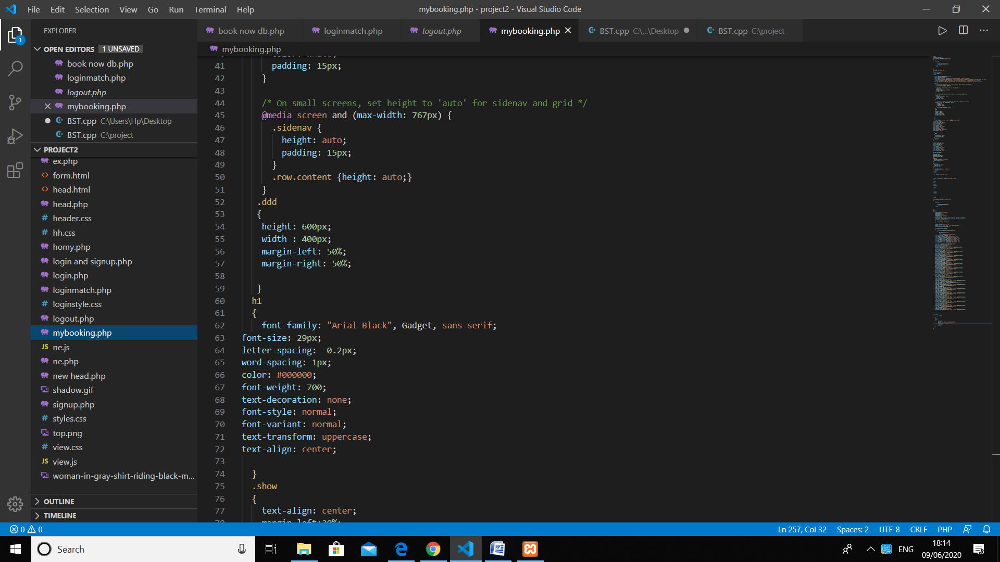 File Edit Selection View Go Run Terminal Help
mybooking.php - project2 - Visual Studio Code
EXPLORER
OPEN EDITORS 1 UNSAVED
book now db.php
loginmatch.php
logout.php
mybooking.php
BST.cpp C:\Users\Hp\Desktop
BST.cpp C:\project
PROJECT2
ex.php
form.html
head.html
head.php
header.css
hh.css
homy.php
login and signup.php
login.php
loginmatch.php
loginstyle.css
logout.php
mybooking.php
ne.js
ne.php
new head.php
shadow.gif
signup.php
styles.css
top.png
view.css
view.js
woman-in-gray-shirt-riding-black-m...
OUTLINE
TIMELINE
book now db.php loginmatch.php logout.php mybooking.php BST.cpp C:\...\Desktop BST.cpp C:\project
mybooking.php
41 padding: 15px;
42 }
43
44 /* On small screens, set height to 'auto' for sidenav and grid */
45 @media screen and (max-width: 767px) {
46 .sidenav {
47 height: auto;
48 padding: 15px;
49 }
50 .row.content {height: auto;}
51 }
52 .ddd
53 {
54 height: 600px;
55 width : 400px;
56 margin-left: 50%;
57 margin-right: 50%;
58
59 }
60 h1
61 {
62 font-family: "Arial Black", Gadget, sans-serif;
63 font-size: 29px;
64 letter-spacing: -0.2px;
65 word-spacing: 1px;
66 color: #000000;
67 font-weight: 700;
68 text-decoration: none;
69 font-style: normal;
70 font-variant: normal;
71 text-transform: uppercase;
72 text-align: center;
73
74 }
75 .show
76 {
77 text-align: center;
78 margin-left:20%;
0 0
Ln 257, Col 32 Spaces: 2 UTF-8 CRLF PHP
Search
ENG
18:14
09/06/2020